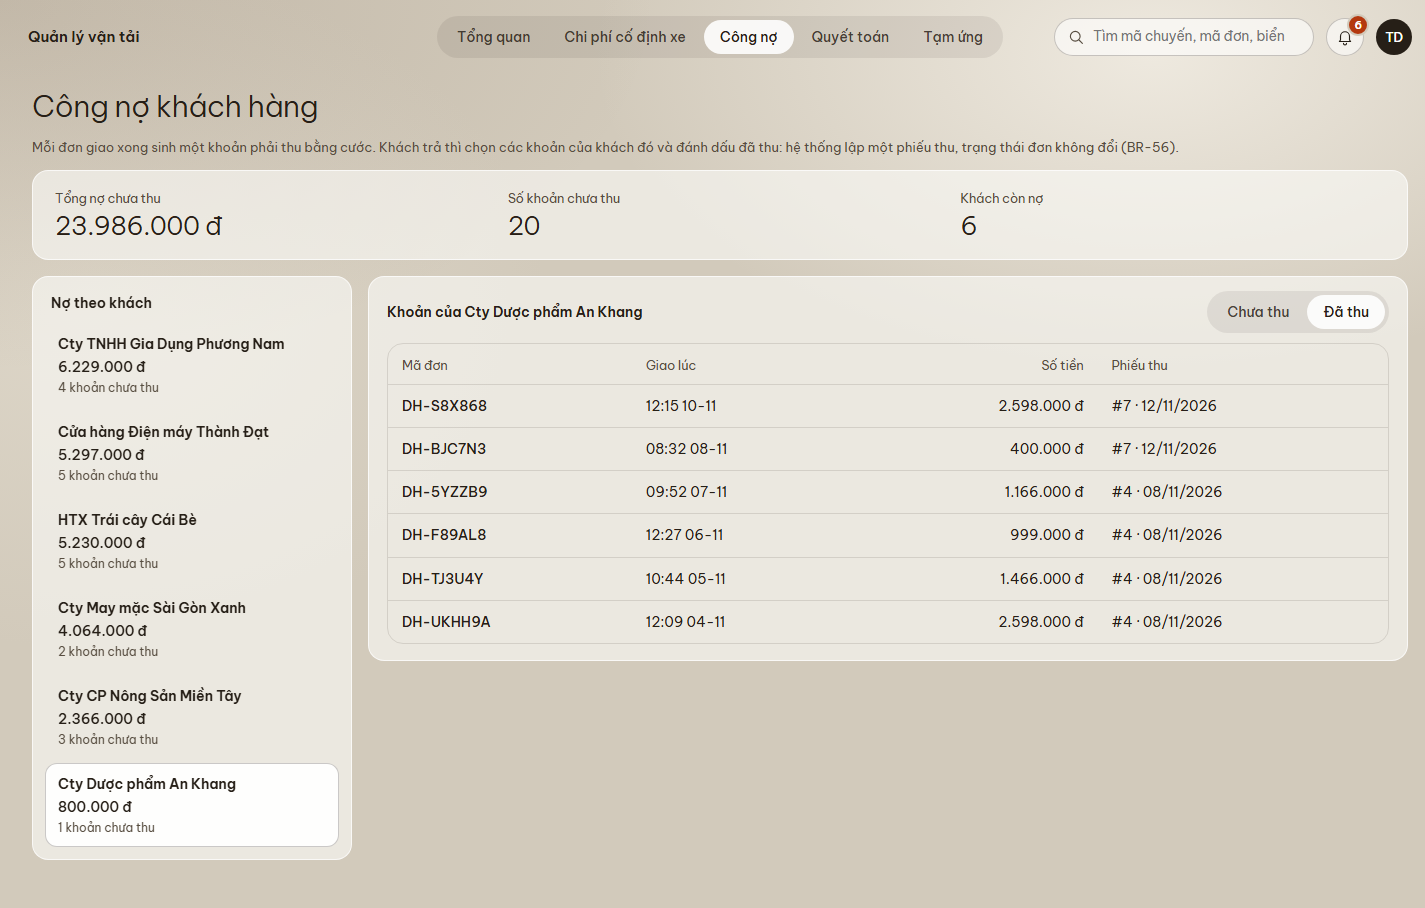 Quản lý vận tải
Tổng quan
Chi phí cố định xe
Công nợ
Quyết toán
Tạm ứng
Tìm mã chuyến, mã đơn, biển
6
TD
Công nợ khách hàng
Mỗi đơn giao xong sinh một khoản phải thu bằng cước. Khách trả thì chọn các khoản của khách đó và đánh dấu đã thu: hệ thống lập một phiếu thu, trạng thái đơn không đổi (BR-56).
Tổng nợ chưa thu
23.986.000 đ
Số khoản chưa thu
20
Khách còn nợ
6
Nợ theo khách
Cty TNHH Gia Dụng Phương Nam
6.229.000 đ
4 khoản chưa thu
Cửa hàng Điện máy Thành Đạt
5.297.000 đ
5 khoản chưa thu
HTX Trái cây Cái Bè
5.230.000 đ
5 khoản chưa thu
Cty May mặc Sài Gòn Xanh
4.064.000 đ
2 khoản chưa thu
Cty CP Nông Sản Miền Tây
2.366.000 đ
3 khoản chưa thu
Cty Dược phẩm An Khang
800.000 đ
1 khoản chưa thu
Khoản của Cty Dược phẩm An Khang
Chưa thu
Đã thu
Mã đơn Giao lúc Số tiền Phiếu thu
DH-S8X868 12:15 10-11 2.598.000 đ #7 · 12/11/2026
DH-BJC7N3 08:32 08-11 400.000 đ #7 · 12/11/2026
DH-5YZZB9 09:52 07-11 1.166.000 đ #4 · 08/11/2026
DH-F89AL8 12:27 06-11 999.000 đ #4 · 08/11/2026
DH-TJ3U4Y 10:44 05-11 1.466.000 đ #4 · 08/11/2026
DH-UKHH9A 12:09 04-11 2.598.000 đ #4 · 08/11/2026